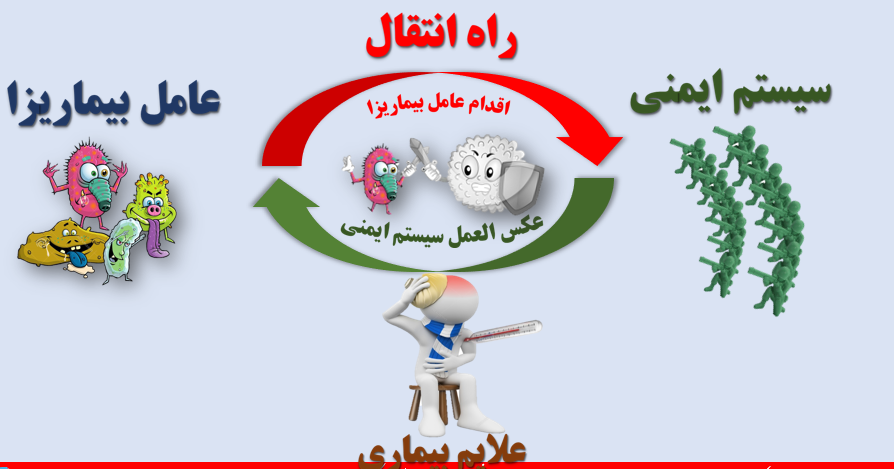 راه انتقال
سیستم ایمنی
عامل بیماریزا
اقدام عامل بیماریزا
عکس العمل سیستم ایمنی
علایم بیماری